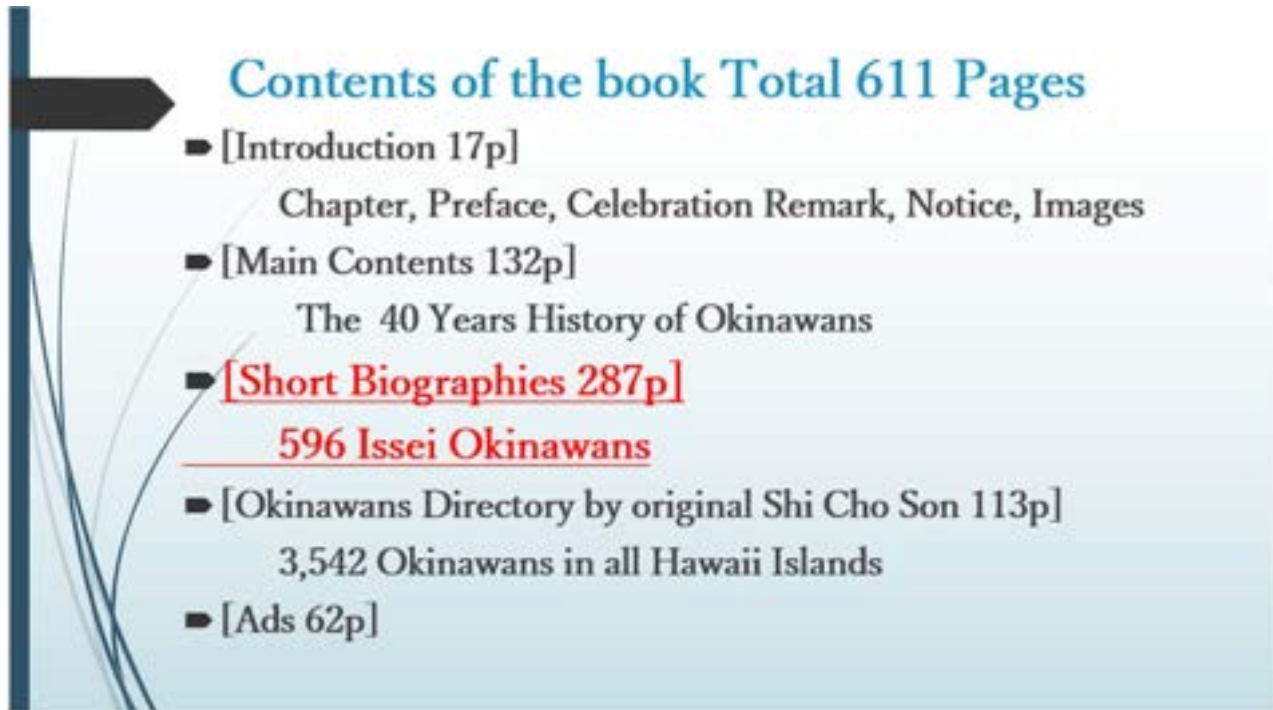 Contents of the book Total 611 Pages
[Introduction 17p]
Chapter, Preface, Celebration Remark, Notice, Images
[Main Contents 132p]
The 40 Years History of Okinawans
[Short Biographies 287p]
596 Issei Okinawans
[Okinawans Directory by original Shi Cho Son 113p]
3,542 Okinawans in all Hawaii Islands
[Ads 62p]